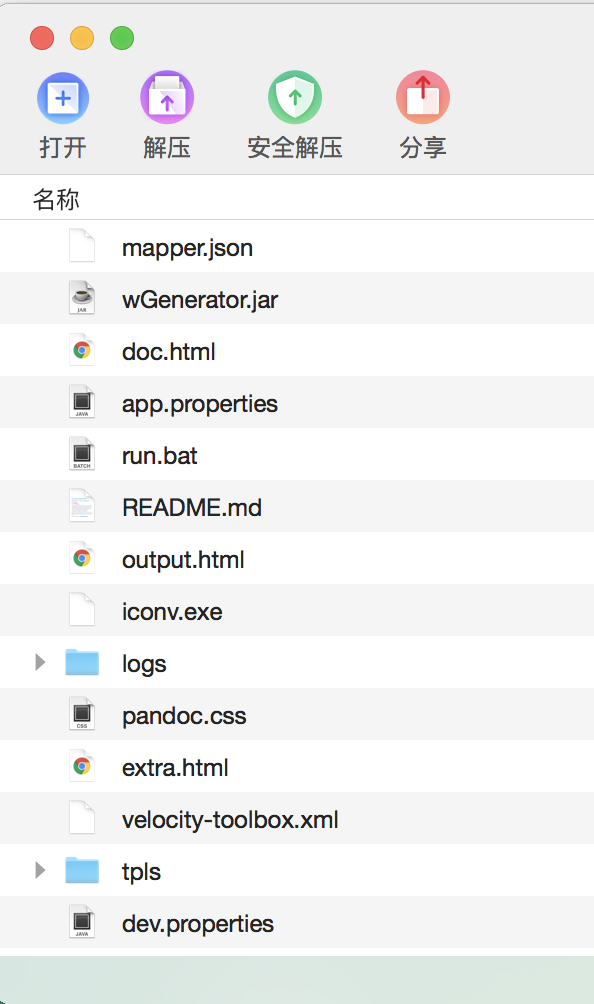 打开 解压 安全解压 分享
名称
mapper.json
JAR
wGenerator.jar
doc.html
JAVA
app.properties
BATCH
run.bat
README.md
output.html
iconv.exe
logs
CSS
pandoc.css
extra.html
velocity-toolbox.xml
tpls
JAVA
dev.properties